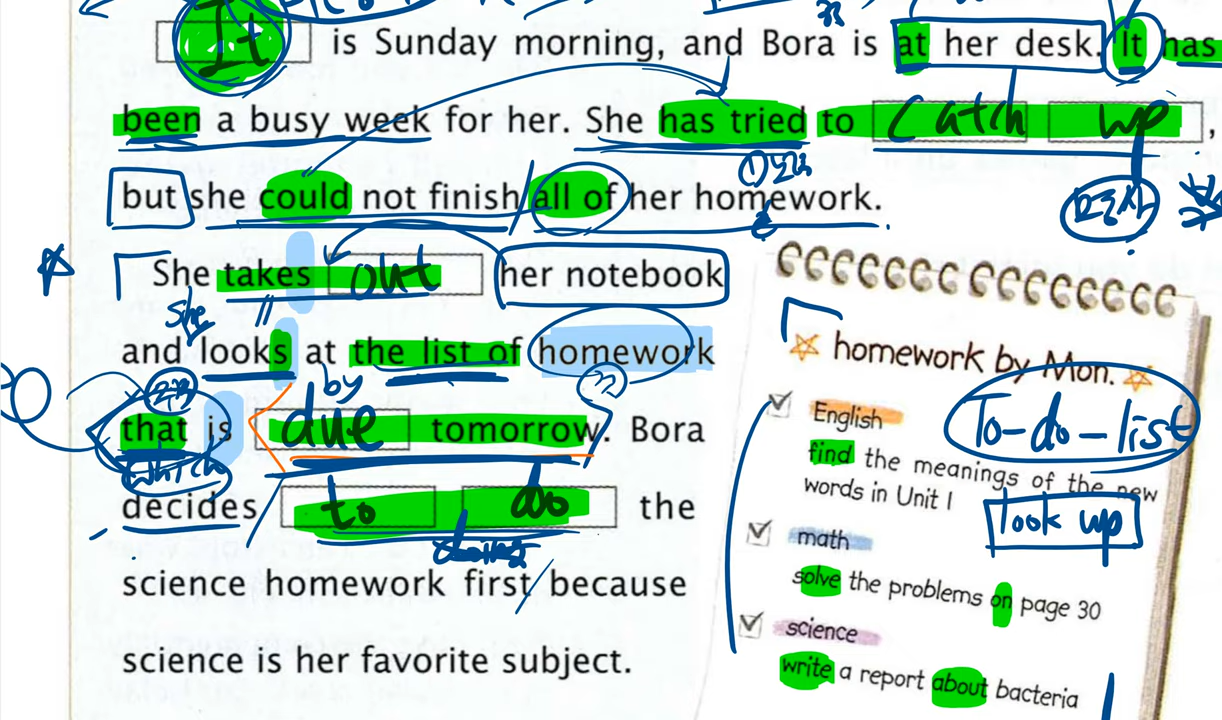 It is Sunday morning, and Bora is at her desk. It has
been a busy week for her. She has tried to catch up,
but she could not finish all of her homework.
She takes out her notebook
she
and looks at the list of homework
by
that is due tomorrow. Bora
which
decides to do the
science homework first because
science is her favorite subject.
homework by Mon.
English
To-do-list
find the meanings of the new
words in Unit 1
look up
math
solve the problems on page 30
science
write a report about bacteria